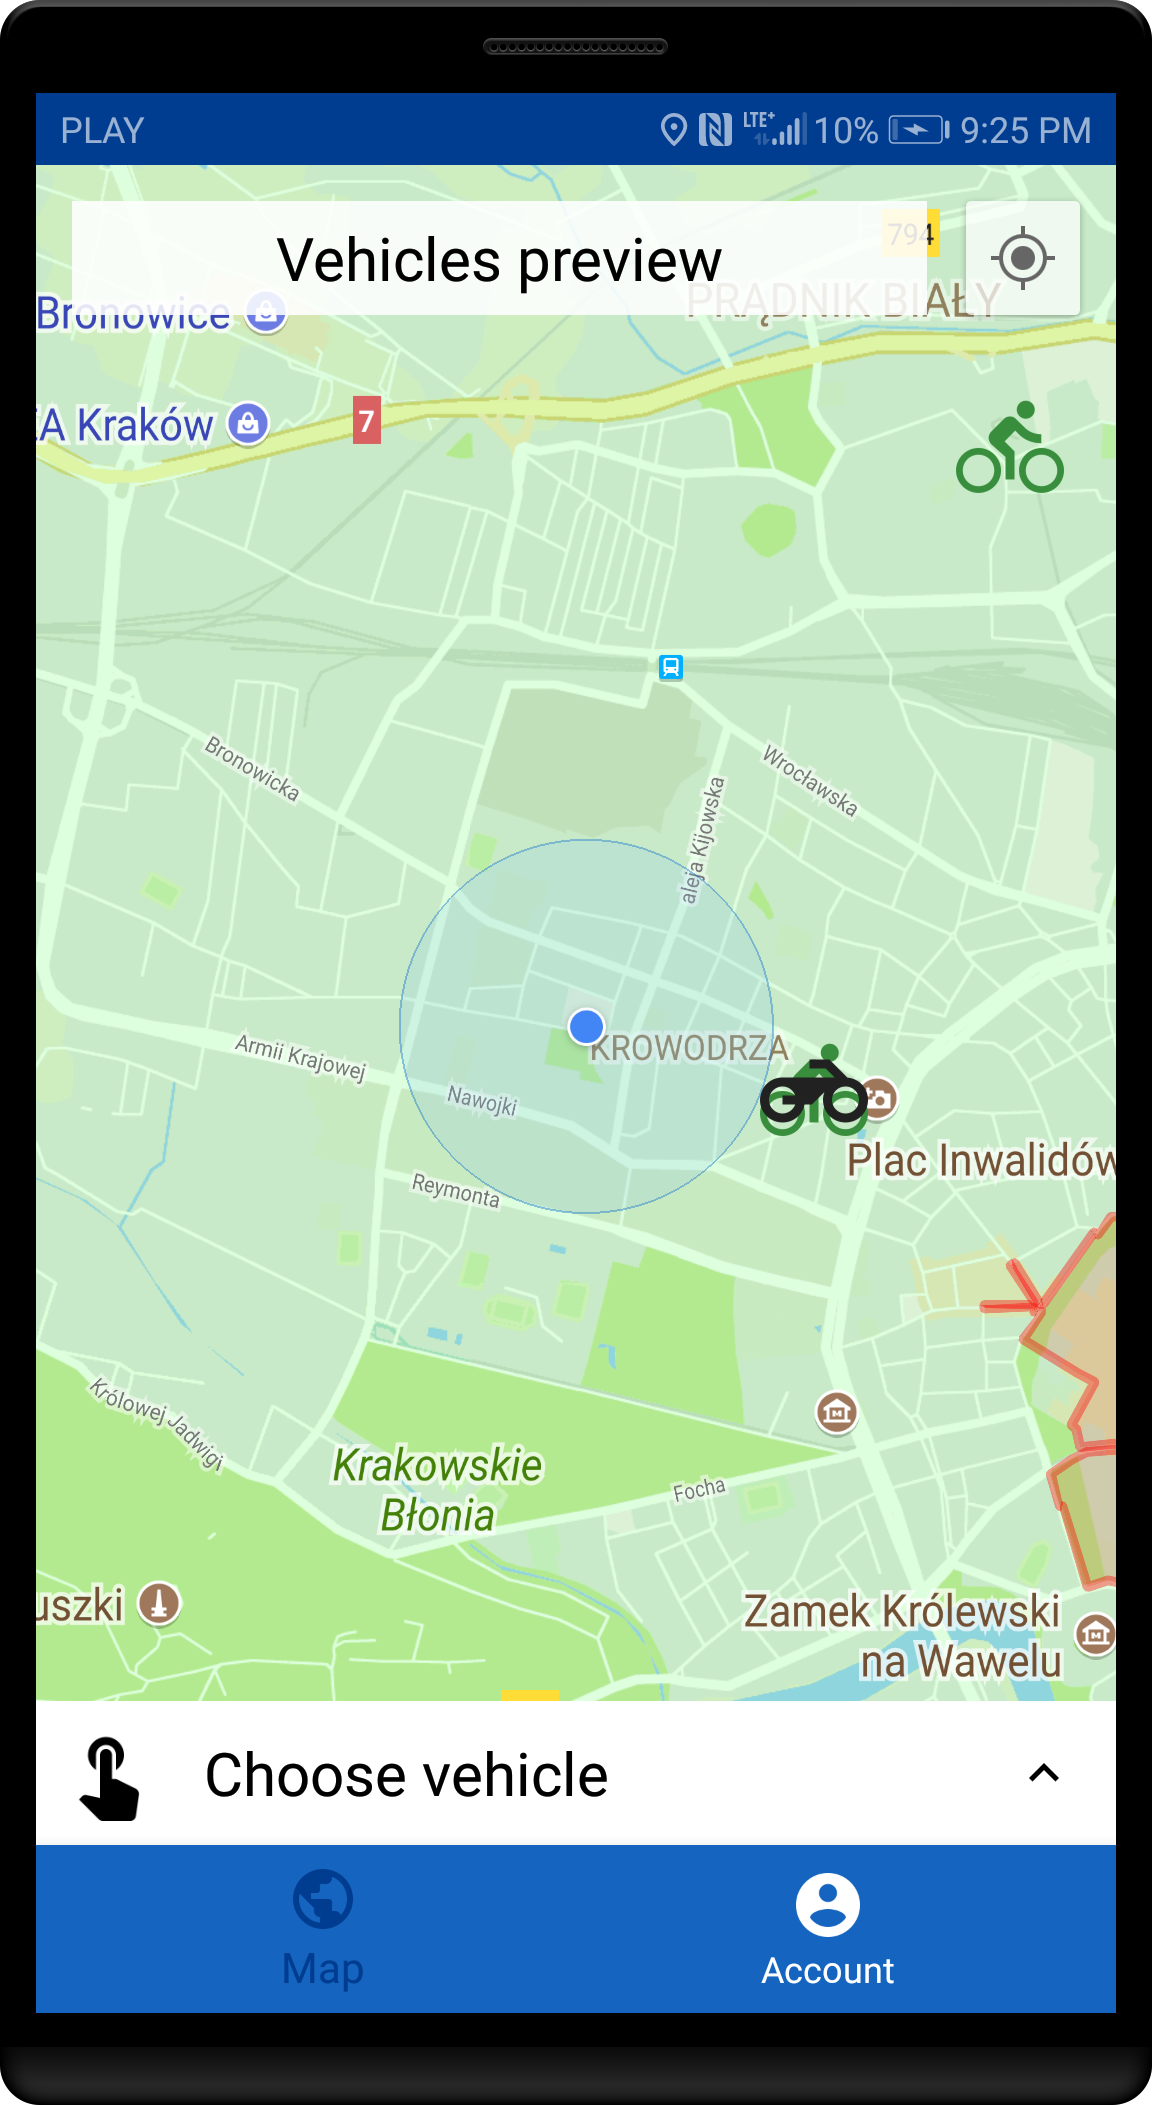 PLAY
LTE+
10%
9:25 PM
Vehicles preview
794
PRĄDNIK BIAŁY
Bronowice
A Kraków
7
Bronowicka
Wrocławska
aleja Kijowska
KROWODRZA
Armii Krajowej
Nawojki
Plac Inwalidów
Reymonta
Królowej Jadwigi
Krakowskie
Błonia
Focha
uszki
Zamek Królewski
na Wawelu
Choose vehicle
Map
Account